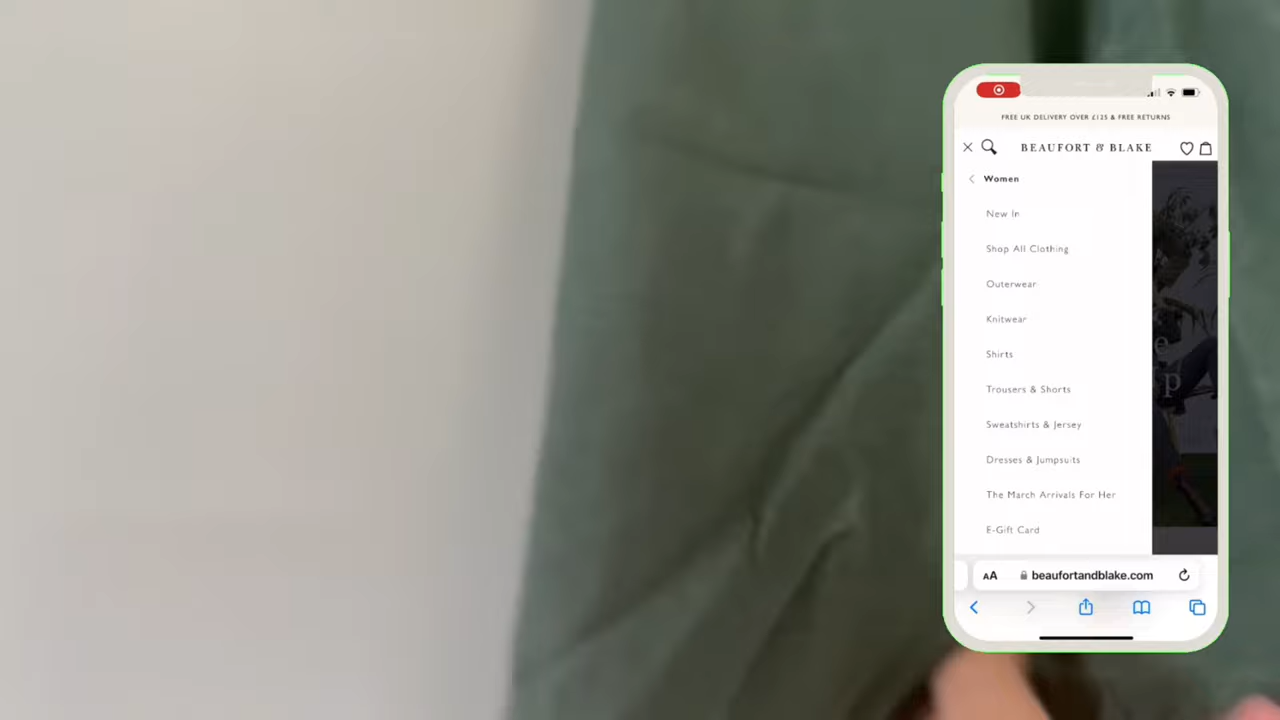 FREE UK DELIVERY OVER £125 & FREE RETURNS
BEAUFORT & BLAKE
Women
New In
Shop All Clothing
Outerwear
Knitwear
Shirts
Trousers & Shorts
Sweatshirts & Jersey
Dresses & Jumpsuits
The March Arrivals For Her
E-Gift Card
e
p
AA beaufortandblake.com